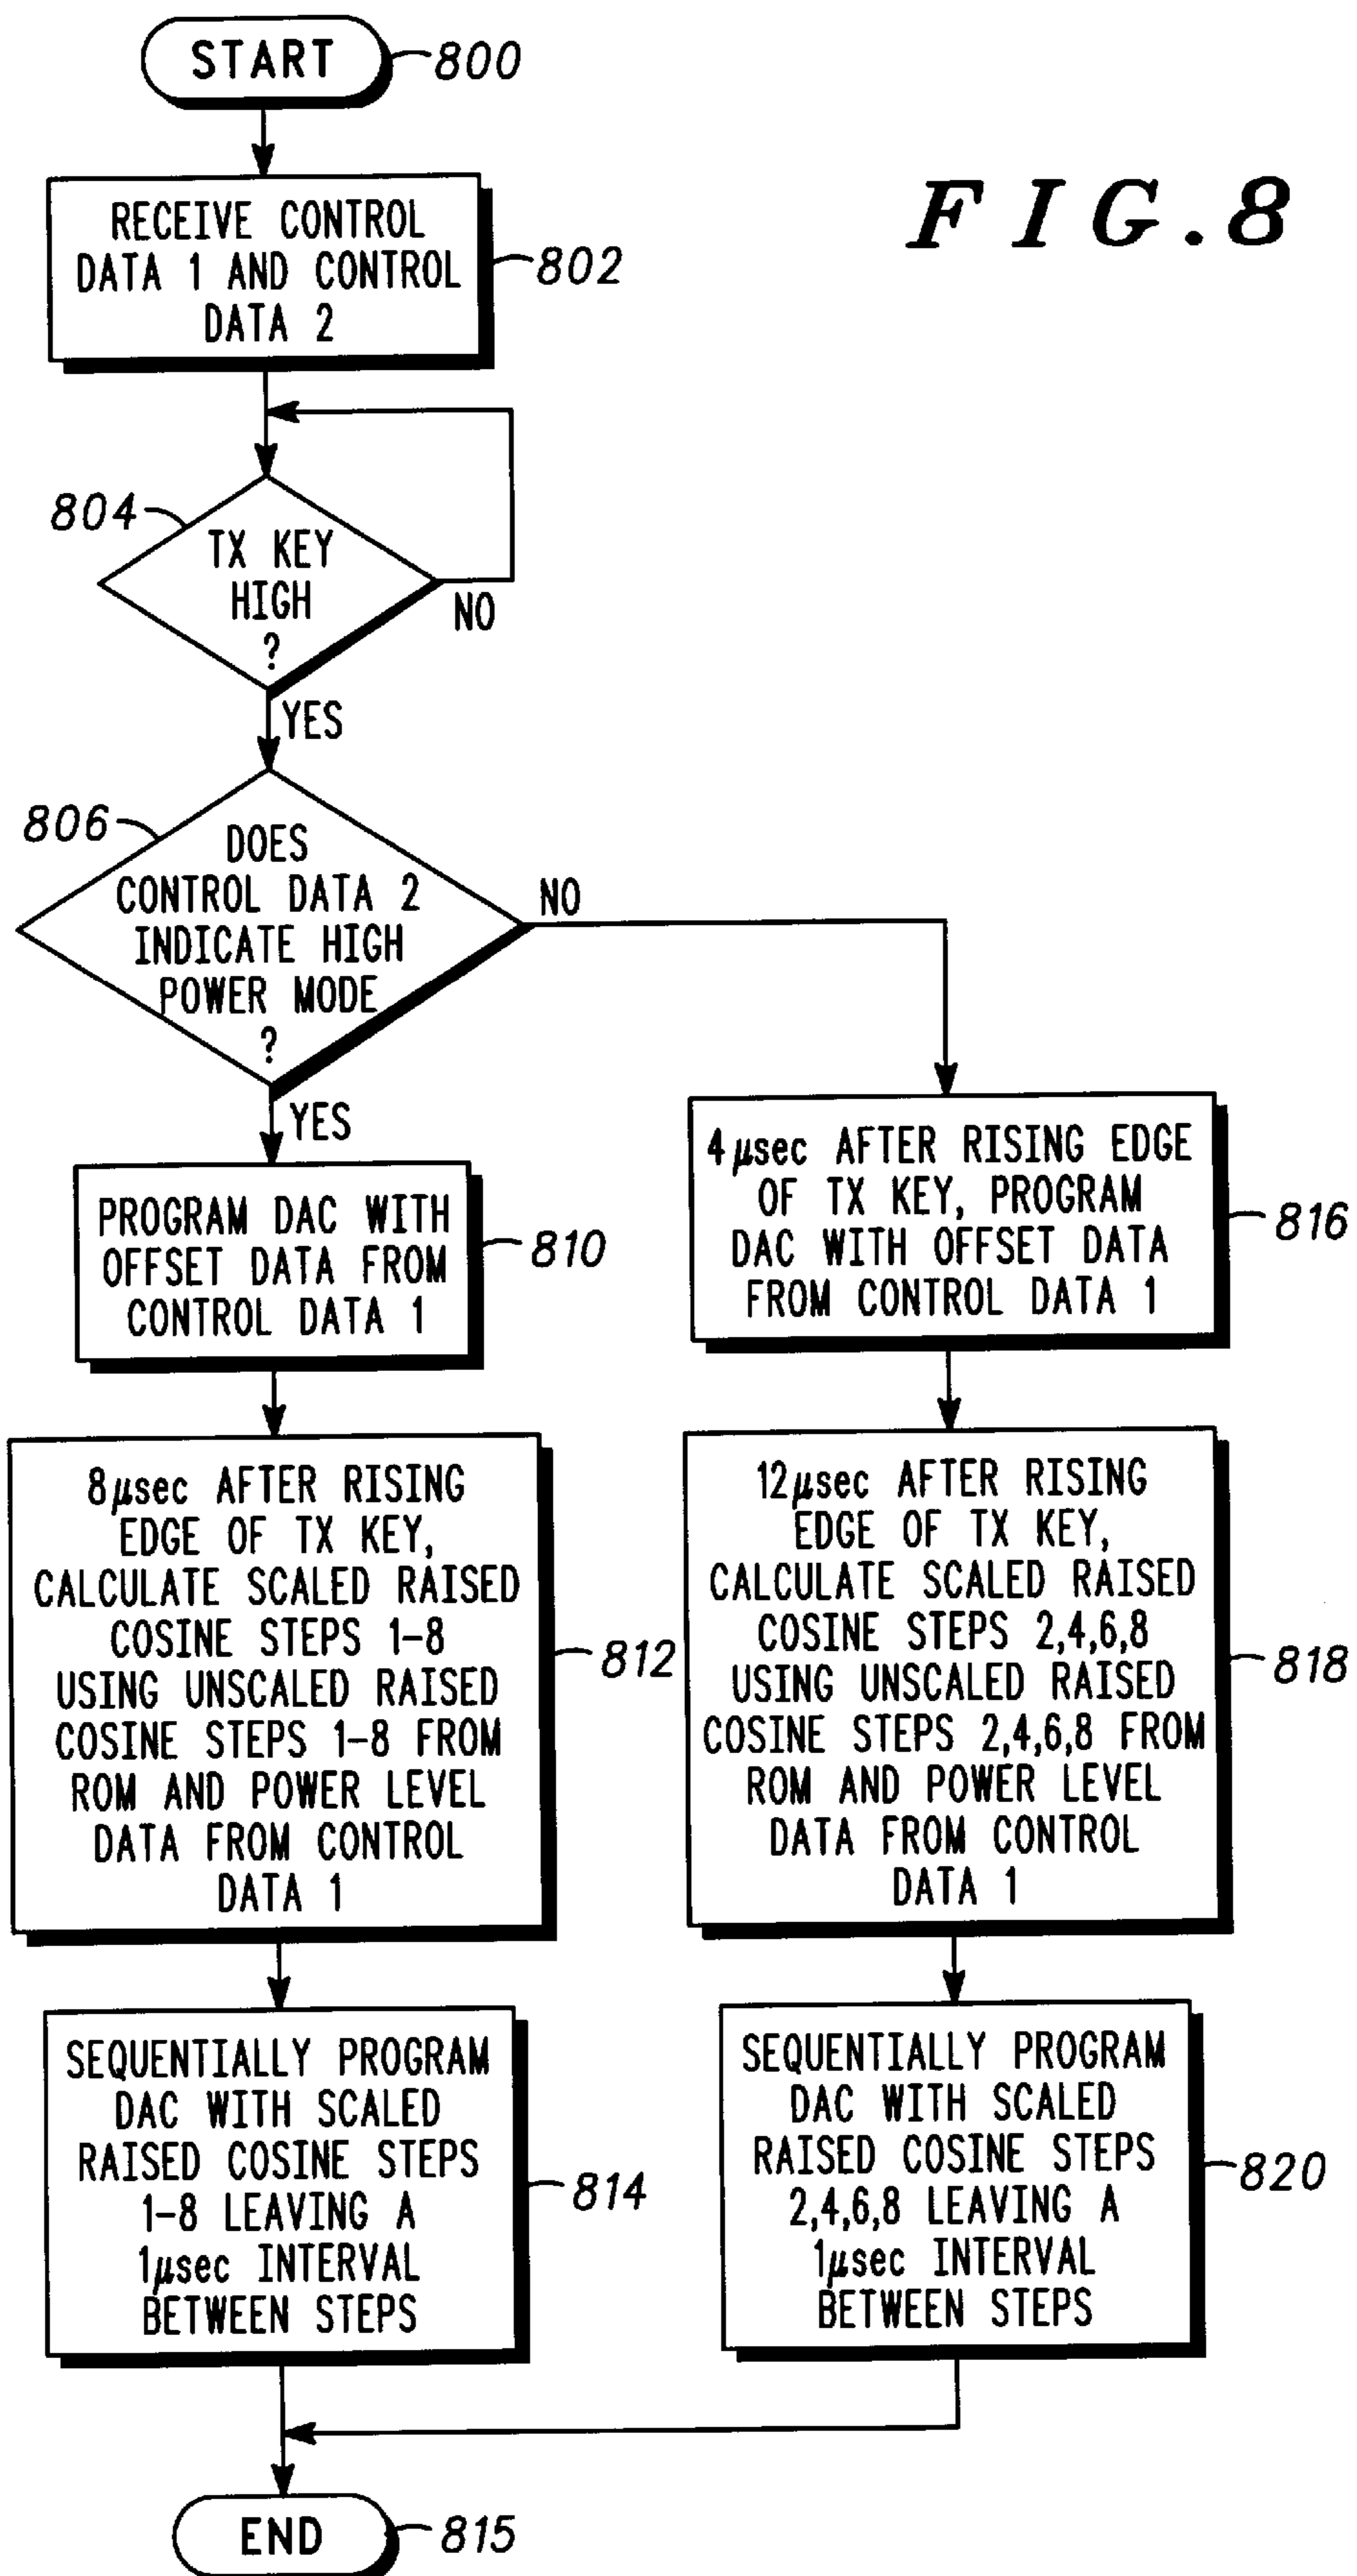 START
800
FIG.8
RECEIVE CONTROL
DATA 1 AND CONTROL
DATA 2
802
804
TX KEY
HIGH
?
NO
YES
806
DOES
CONTROL DATA 2
INDICATE HIGH
POWER MODE
?
NO
YES
PROGRAM DAC WITH
OFFSET DATA FROM
CONTROL DATA 1
810
4 µsec AFTER RISING EDGE
OF TX KEY, PROGRAM
DAC WITH OFFSET DATA
FROM CONTROL DATA 1
816
8 µsec AFTER RISING
EDGE OF TX KEY,
CALCULATE SCALED RAISED
COSINE STEPS 1-8
USING UNSCALED RAISED
COSINE STEPS 1-8 FROM
ROM AND POWER LEVEL
DATA FROM CONTROL
DATA 1
812
12µsec AFTER RISING
EDGE OF TX KEY,
CALCULATE SCALED RAISED
COSINE STEPS 2,4,6,8
USING UNSCALED RAISED
COSINE STEPS 2,4,6,8 FROM
ROM AND POWER LEVEL
DATA FROM CONTROL
DATA 1
818
SEQUENTIALLY PROGRAM
DAC WITH SCALED
RAISED COSINE STEPS
1-8 LEAVING A
1µsec INTERVAL
BETWEEN STEPS
814
SEQUENTIALLY PROGRAM
DAC WITH SCALED
RAISED COSINE STEPS
2,4,6,8 LEAVING A
1µsec INTERVAL
BETWEEN STEPS
820
END
815